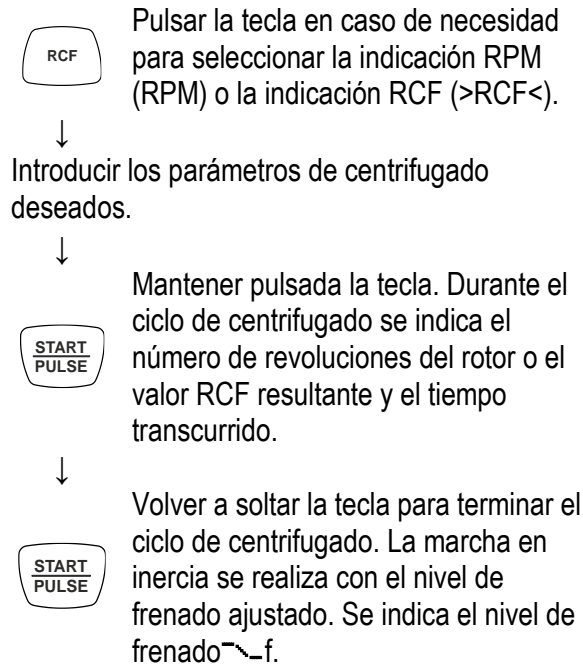 Pulsar la tecla en caso de necesidad
RCF
para seleccionar la indicación RPM
(RPM) o la indicación RCF (>RCF<).
↓
Introducir los parámetros de centrifugado
deseados.
↓
Mantener pulsada la tecla. Durante el
ciclo de centrifugado se indica el
START
PULSE
número de revoluciones del rotor o el
valor RCF resultante y el tiempo
transcurrido.
↓
Volver a soltar la tecla para terminar el
ciclo de centrifugado. La marcha en
START
PULSE
inercia se realiza con el nivel de
frenado ajustado. Se indica el nivel de
frenado f.